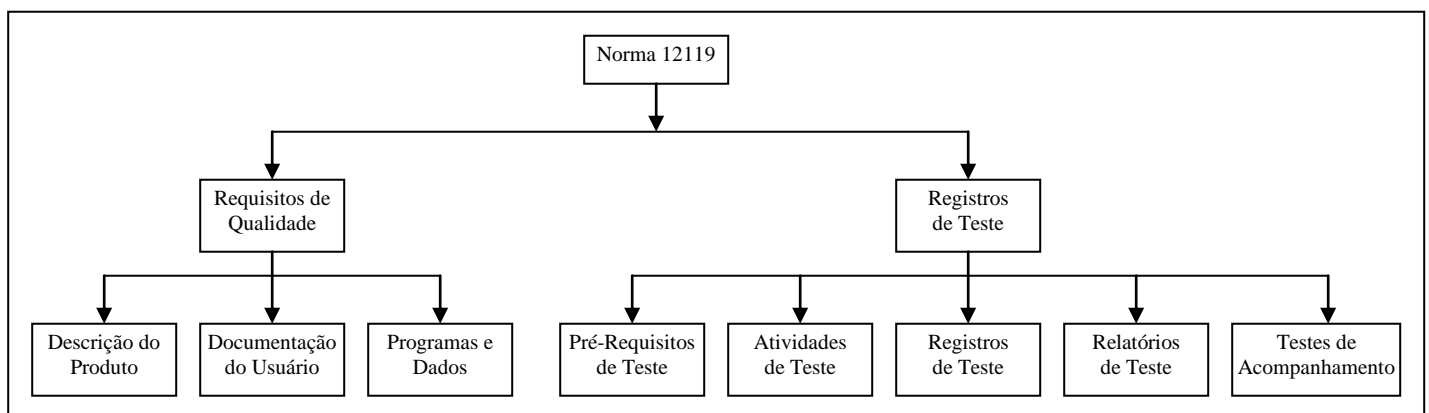 Norma 12119
Requisitos de
Qualidade
Registros
de Teste
Descrição do
Produto
Documentação
do Usuário
Programas e
Dados
Pré-Requisitos
de Teste
Atividades
de Teste
Registros
de Teste
Relatórios
de Teste
Testes de
Acompanhamento